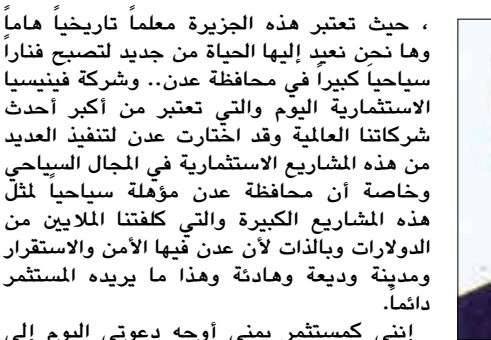 ، حيث تعتبر هذه الجزيرة معلماً تاريخياً هاماً
وها نحن نعيد إليها الحياة من جديد لتصبح فناراً
سياحياً كبيراً في محافظة عدن.. وشركة فينيسيا
الاستثمارية اليوم والتي تعتبر من أكبر أحدث
شركاتنا العالمية وقد اختارت عدن لتنفيذ العديد
من هذه المشاريع الاستثمارية في المجال السياحي
وخاصة أن محافظة عدن مؤهلة سياحياً لمثل
هذه المشاريع الكبيرة والتي كلفتنا الملايين من
الدولارات وبالذات لأن عدن فيها الأمن والاستقرار
ومدينة وديعة وهادئة وهذا ما يريده المستثمر
دائماً.
إنني كمستثمر يمني أوجه دعوتي اليوم إلى